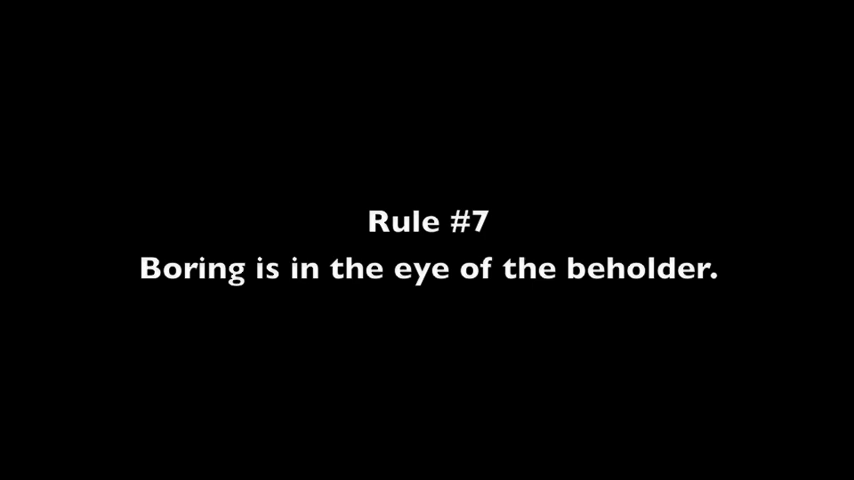 Rule #7
Boring is in the eye of the beholder.